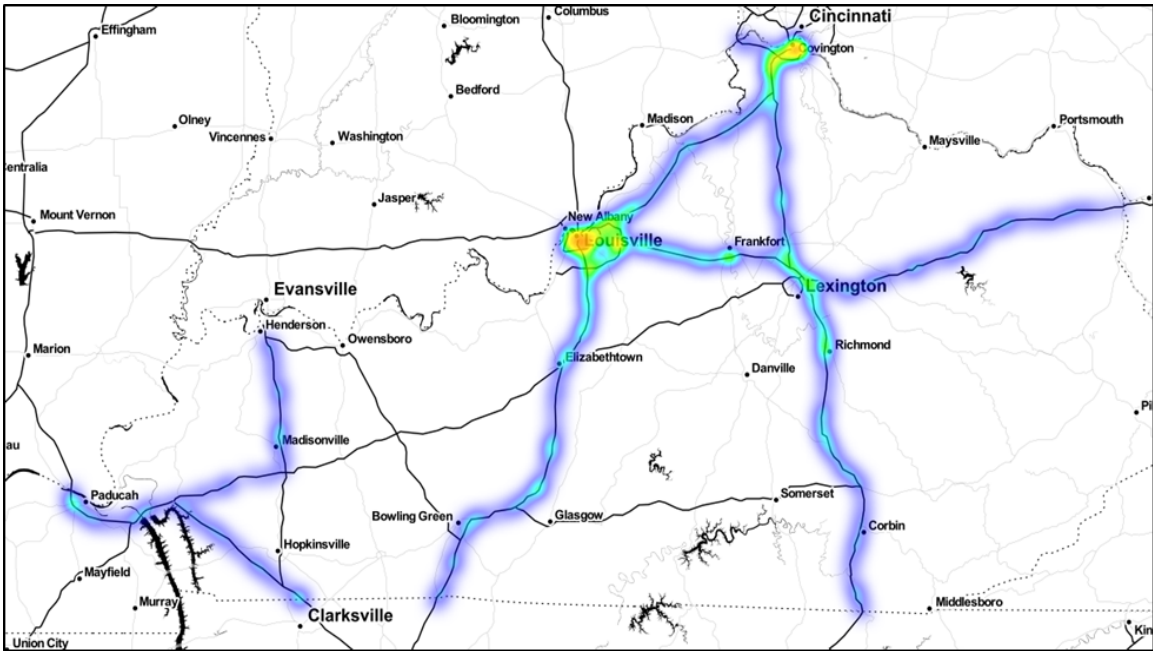 Columbus
Cincinnati
Bloomington
Effingham
Covington
Bedford
Olney
Madison
Portsmouth
Vincennes
Washington
Maysville
entralia
Jasper
Mount Vernon
New Albany
Louisville
Frankfort
Lexington
Evansville
Henderson
Owensboro
Richmond
Marion
Elizabethtown
Danville
Pi
Madisonville
au
Paducah
Somerset
Bowling Green
Glasgow
Corbin
Hopkinsville
Mayfield
Murray
Middlesboro
Clarksville
Kin
Union City